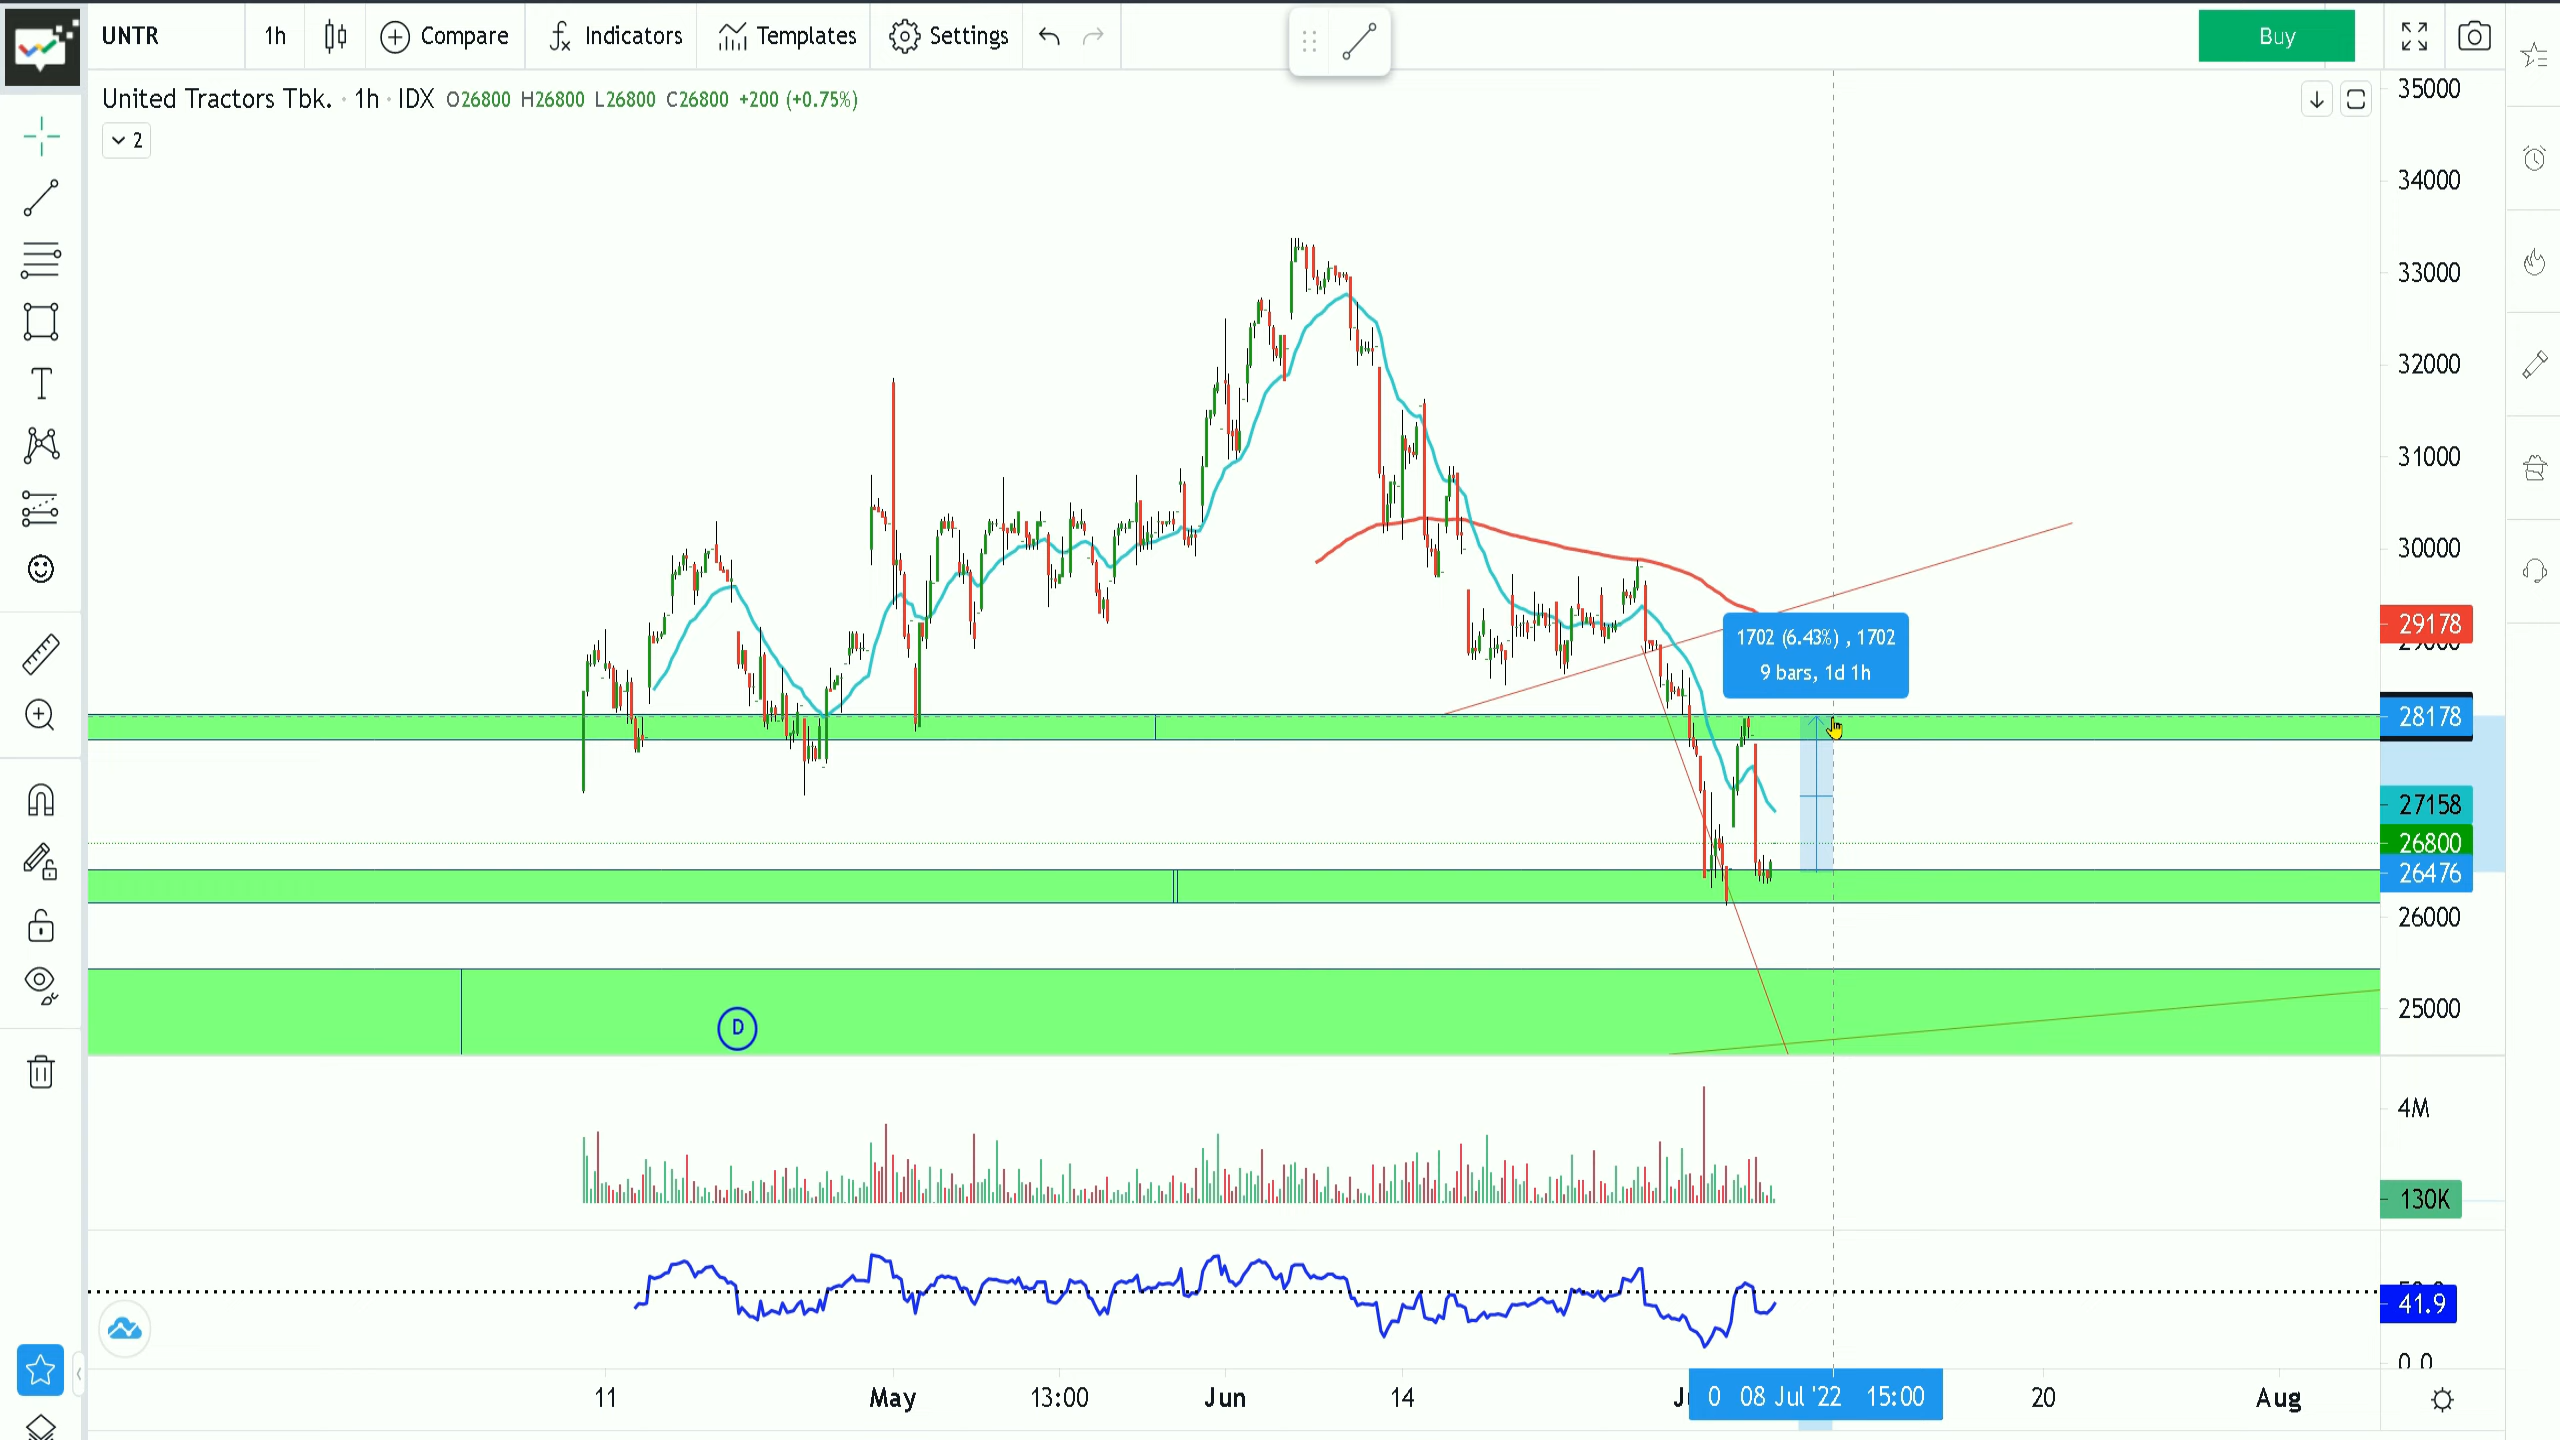 UNTR 1h Compare Indicators Templates Settings Buy
United Tractors Tbk. · 1h · IDX O26800 H26800 L26800 C26800 +200 (+0.75%)
2
35000
34000
33000
32000
31000
30000
29178
1702 (6.43%) , 1702
9 bars, 1d 1h
28178
27158
26800
26476
26000
25000
D
4M
130K
41.9
0 0
11 May 13:00 Jun 14 0 08 Jul '22 15:00 20 Aug